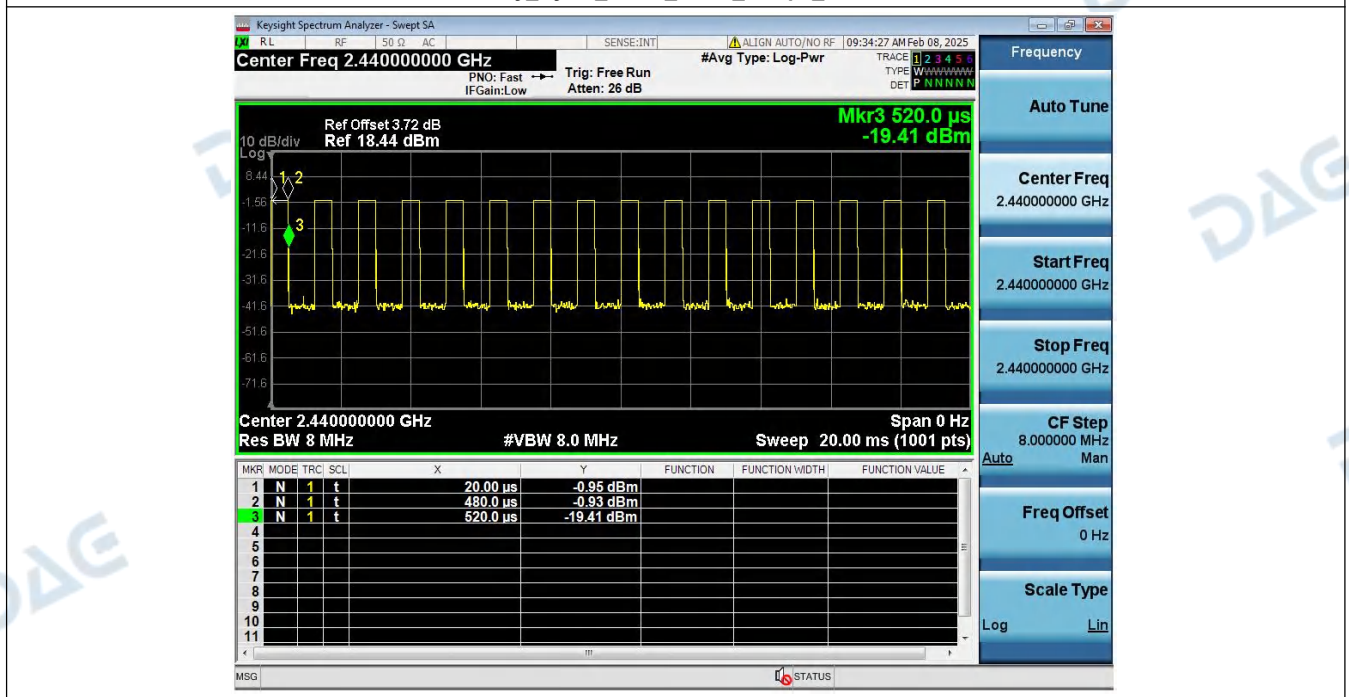 Keysight Spectrum Analyzer - Swept SA
LXI RL RF 50 Ω AC SENSE:INT ALIGN AUTO/NO RF 09:34:27 AM Feb 08, 2025
Center Freq 2.440000000 GHz
PNO: Fast
IFGain:Low
Trig: Free Run
Atten: 26 dB
#Avg Type: Log-Pwr
TRACE 1 2 3 4 5 6
TYPE WWWWWW
DET P N N N N N
Mkr3 520.0 µs
-19.41 dBm
Ref Offset 3.72 dB
10 dB/div Ref 18.44 dBm
Log
8.44
-1.56
-11.6
-21.6
-31.6
-41.6
-51.6
-61.6
-71.6
1 2
3
Center 2.440000000 GHz Span 0 Hz
Res BW 8 MHz #VBW 8.0 MHz Sweep 20.00 ms (1001 pts)
MKR MODE TRC SCL X Y FUNCTION FUNCTION WIDTH FUNCTION VALUE
1 N 1 t 20.00 µs -0.95 dBm
2 N 1 t 480.0 µs -0.93 dBm
3 N 1 t 520.0 µs -19.41 dBm
4
5
6
7
8
9
10
11
MSG STATUS
Frequency
Auto Tune
Center Freq
2.440000000 GHz
Start Freq
2.440000000 GHz
Stop Freq
2.440000000 GHz
CF Step
8.000000 MHz
Auto Man
Freq Offset
0 Hz
Scale Type
Log Lin
DAG
DAG